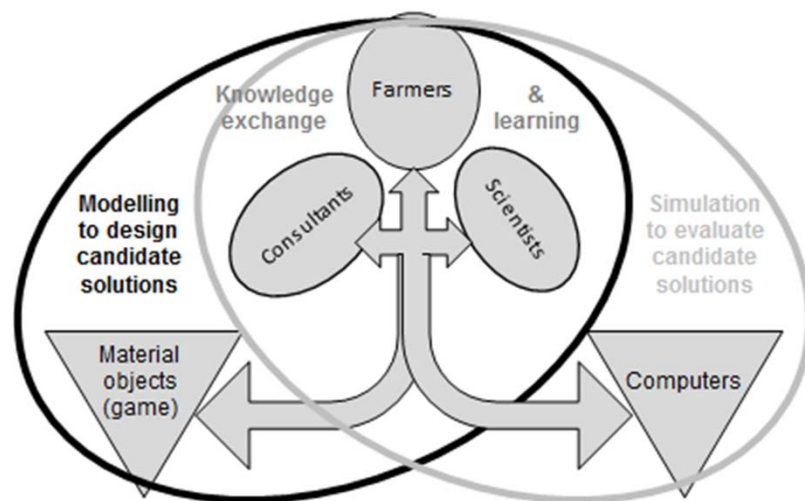 Farmers
Knowledge
exchange
&
learning
Consultants
Scientists
Modelling
to design
candidate
solutions
Simulation
to evaluate
candidate
solutions
Material
objects
(game)
Computers